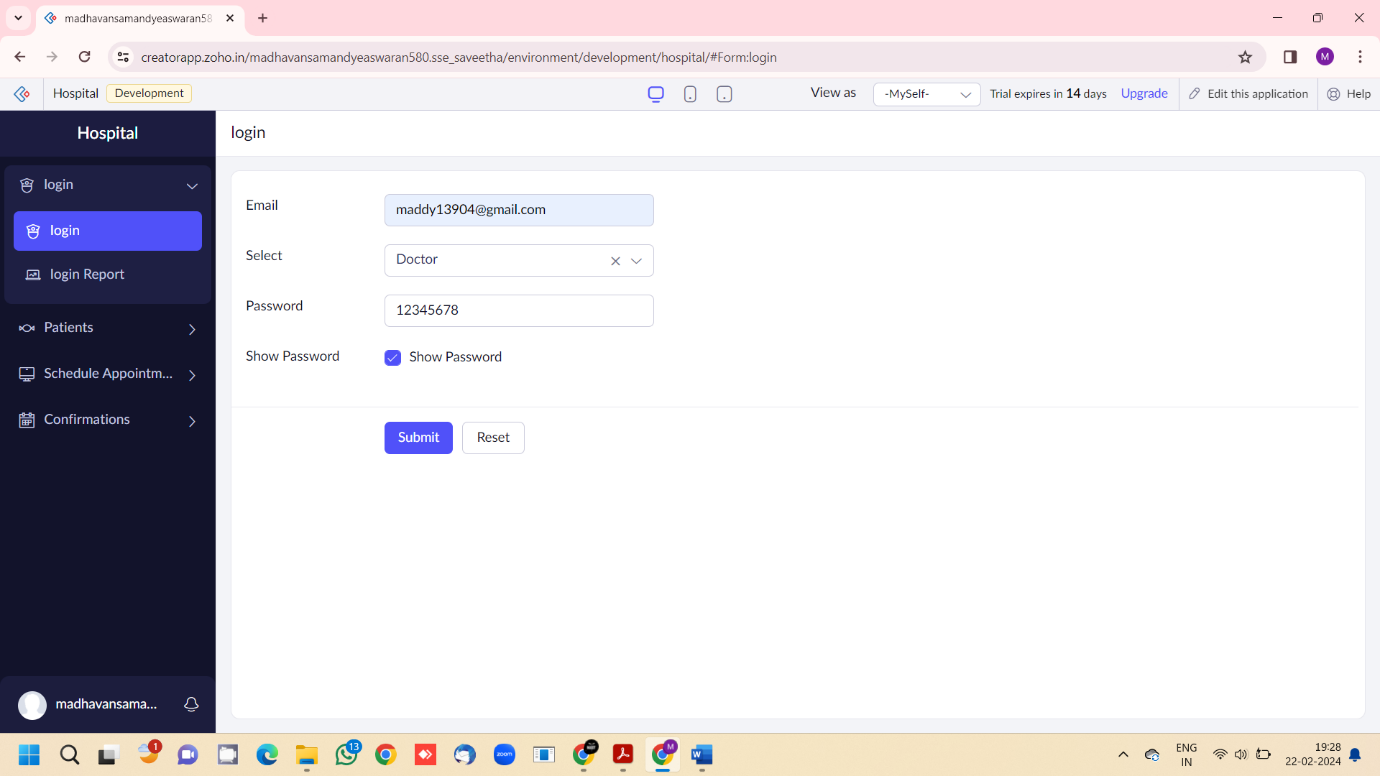 madhavansamandyeaswaran58
creatorapp.zoho.in/madhavansamandyeaswaran580.sse_saveetha/environment/development/hospital/#Form:login
M
Hospital Development View as -MySelf- Trial expires in 14 days Upgrade Edit this application Help
Hospital
login
login
login
login Report
Patients
Schedule Appointm...
Confirmations
madhavansama...
Email maddy13904@gmail.com
Select Doctor
Password 12345678
Show Password Show Password
Submit Reset
1
13
zoom
M
W
ENG
IN
19:28
22-02-2024